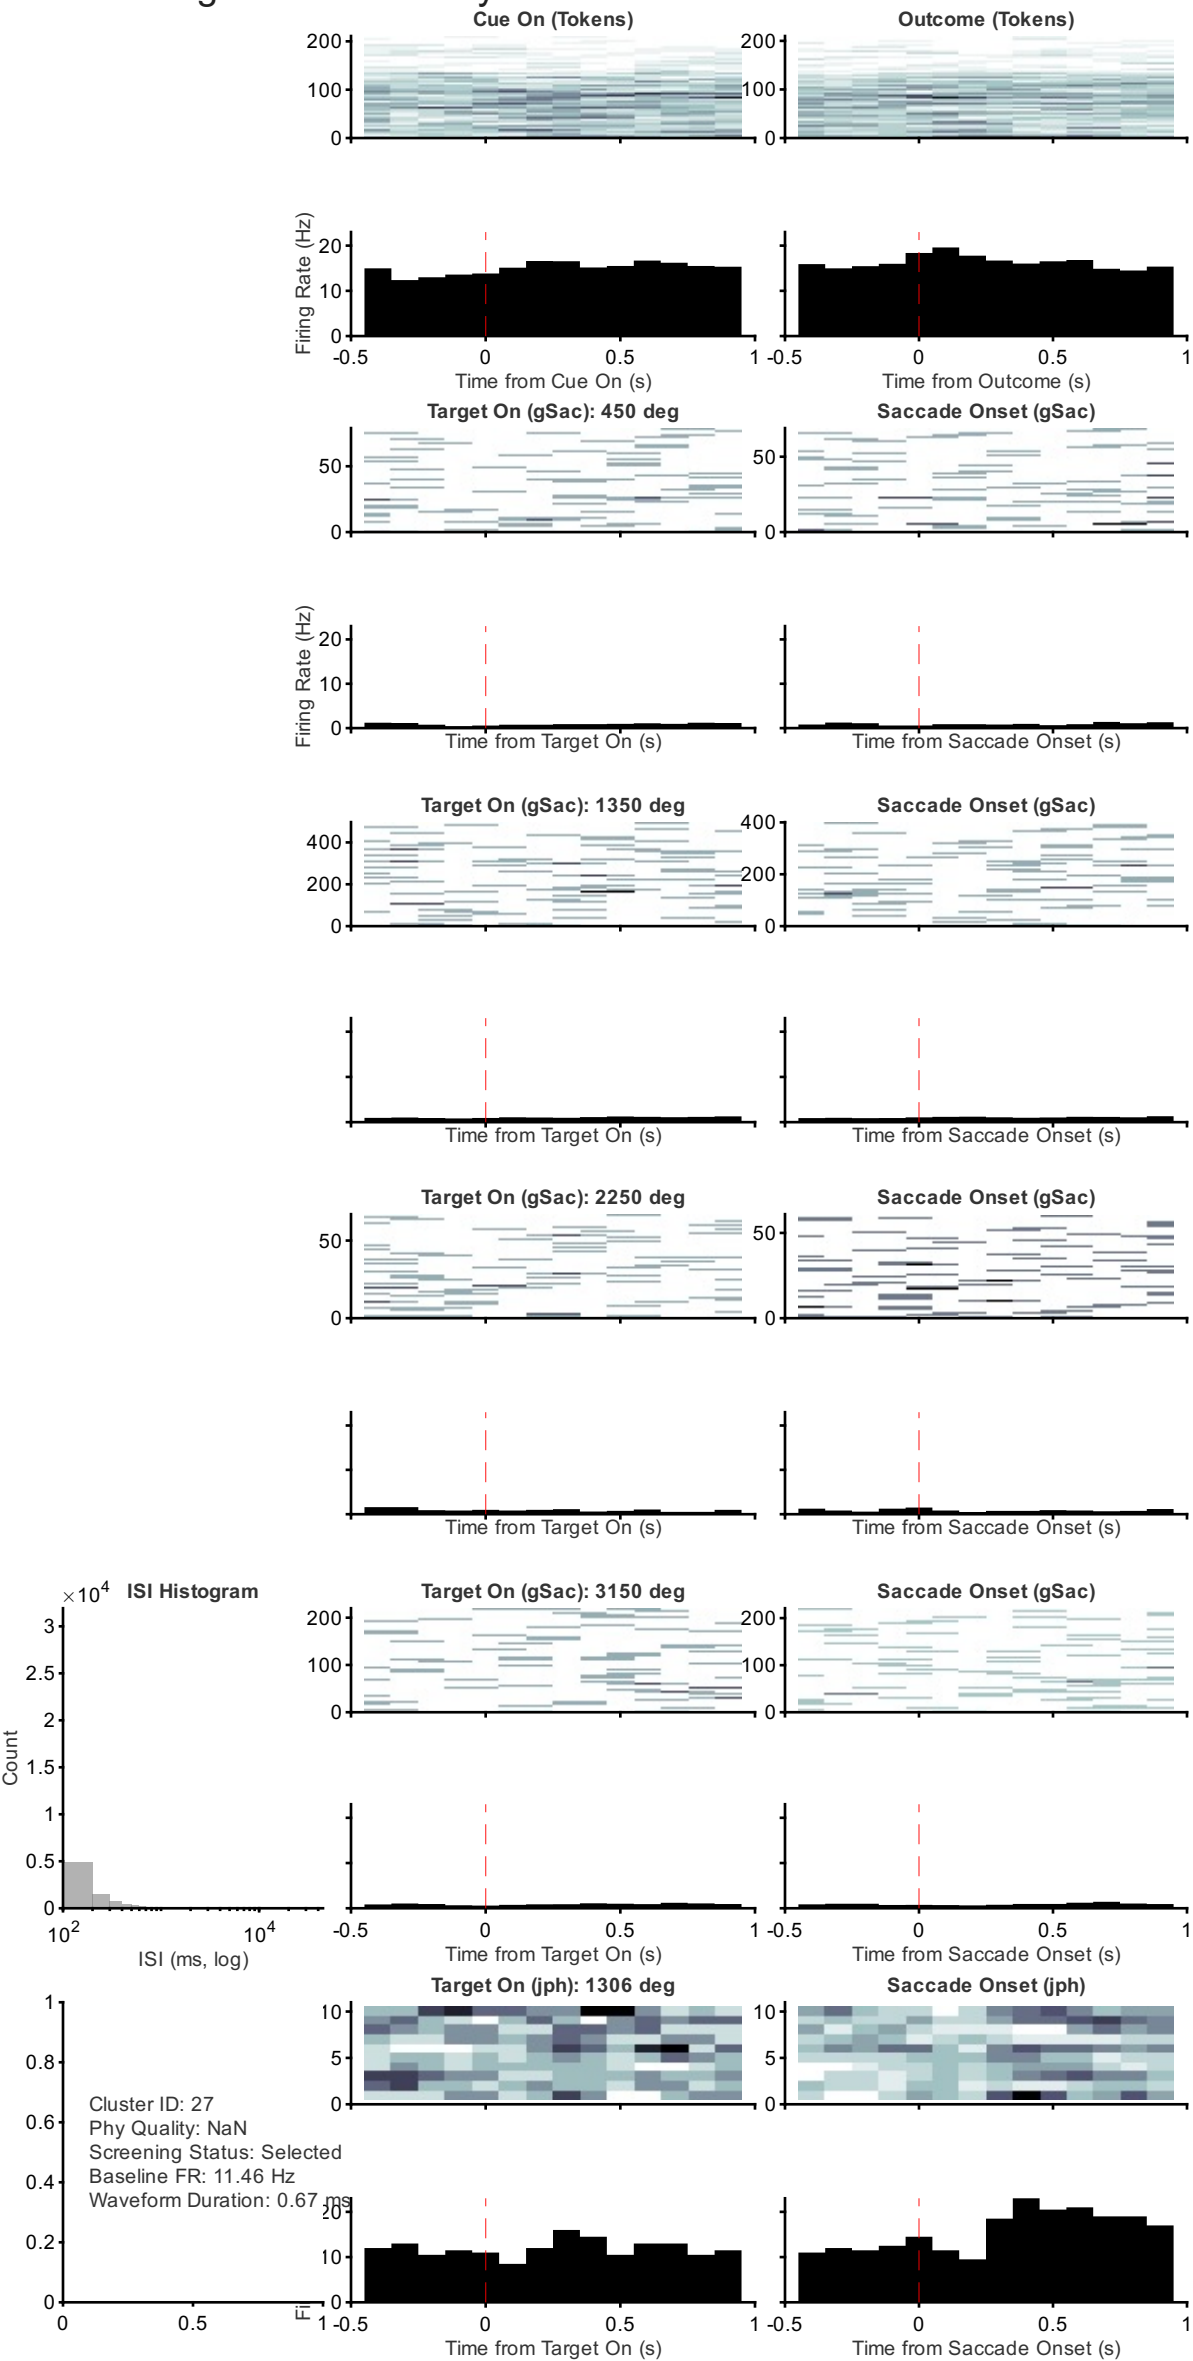 Cue On (Tokens)
Outcome (Tokens)
200
100
0
200
100
0
Firing Rate (Hz)
20
10
0
-0.5 0 0.5 1
-0.5 0 0.5 1
Time from Cue On (s)
Time from Outcome (s)
Target On (gSac): 450 deg
Saccade Onset (gSac)
50
0
50
0
Firing Rate (Hz)
20
10
0
Time from Target On (s)
Time from Saccade Onset (s)
Target On (gSac): 1350 deg
Saccade Onset (gSac)
400
200
0
400
200
0
Time from Target On (s)
Time from Saccade Onset (s)
Target On (gSac): 2250 deg
Saccade Onset (gSac)
50
0
50
0
Time from Target On (s)
Time from Saccade Onset (s)
×10^4
ISI Histogram
3
2.5
2
1.5
1
0.5
0
Count
10^2 10^4
ISI (ms, log)
Target On (gSac): 3150 deg
Saccade Onset (gSac)
200
100
0
200
100
0
-0.5 0 0.5 1
-0.5 0 0.5 1
Time from Target On (s)
Time from Saccade Onset (s)
1
0.8
0.6
0.4
0.2
0
0 0.5 1
Cluster ID: 27
Phy Quality: NaN
Screening Status: Selected
Baseline FR: 11.46 Hz
Waveform Duration: 0.67 ms
Target On (jph): 1306 deg
Saccade Onset (jph)
10
5
0
10
5
0
Fi
20
10
0
-0.5 0 0.5 1
-0.5 0 0.5 1
Time from Target On (s)
Time from Saccade Onset (s)